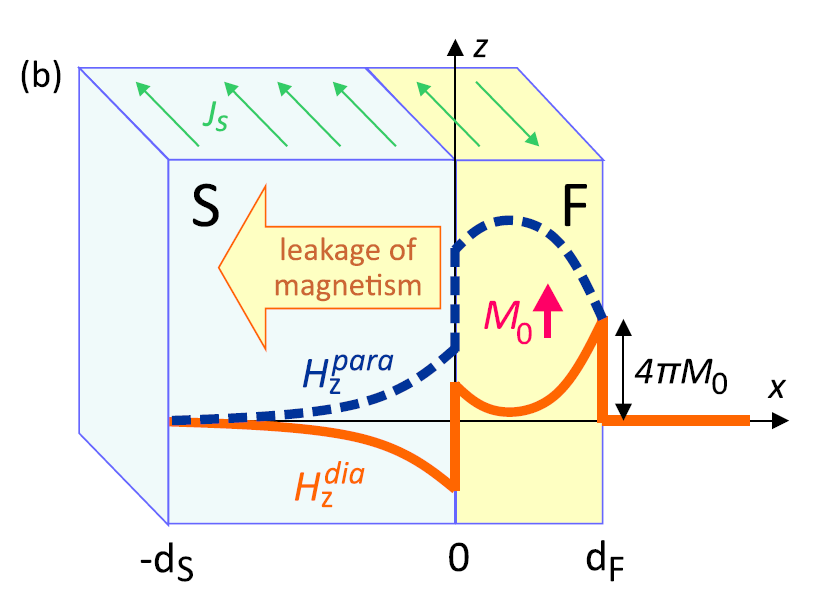 (b)
z
J_S
S
F
leakage of
magnetism
M_0
H_z^para
4πM_0
x
H_z^dia
-d_S
0
d_F